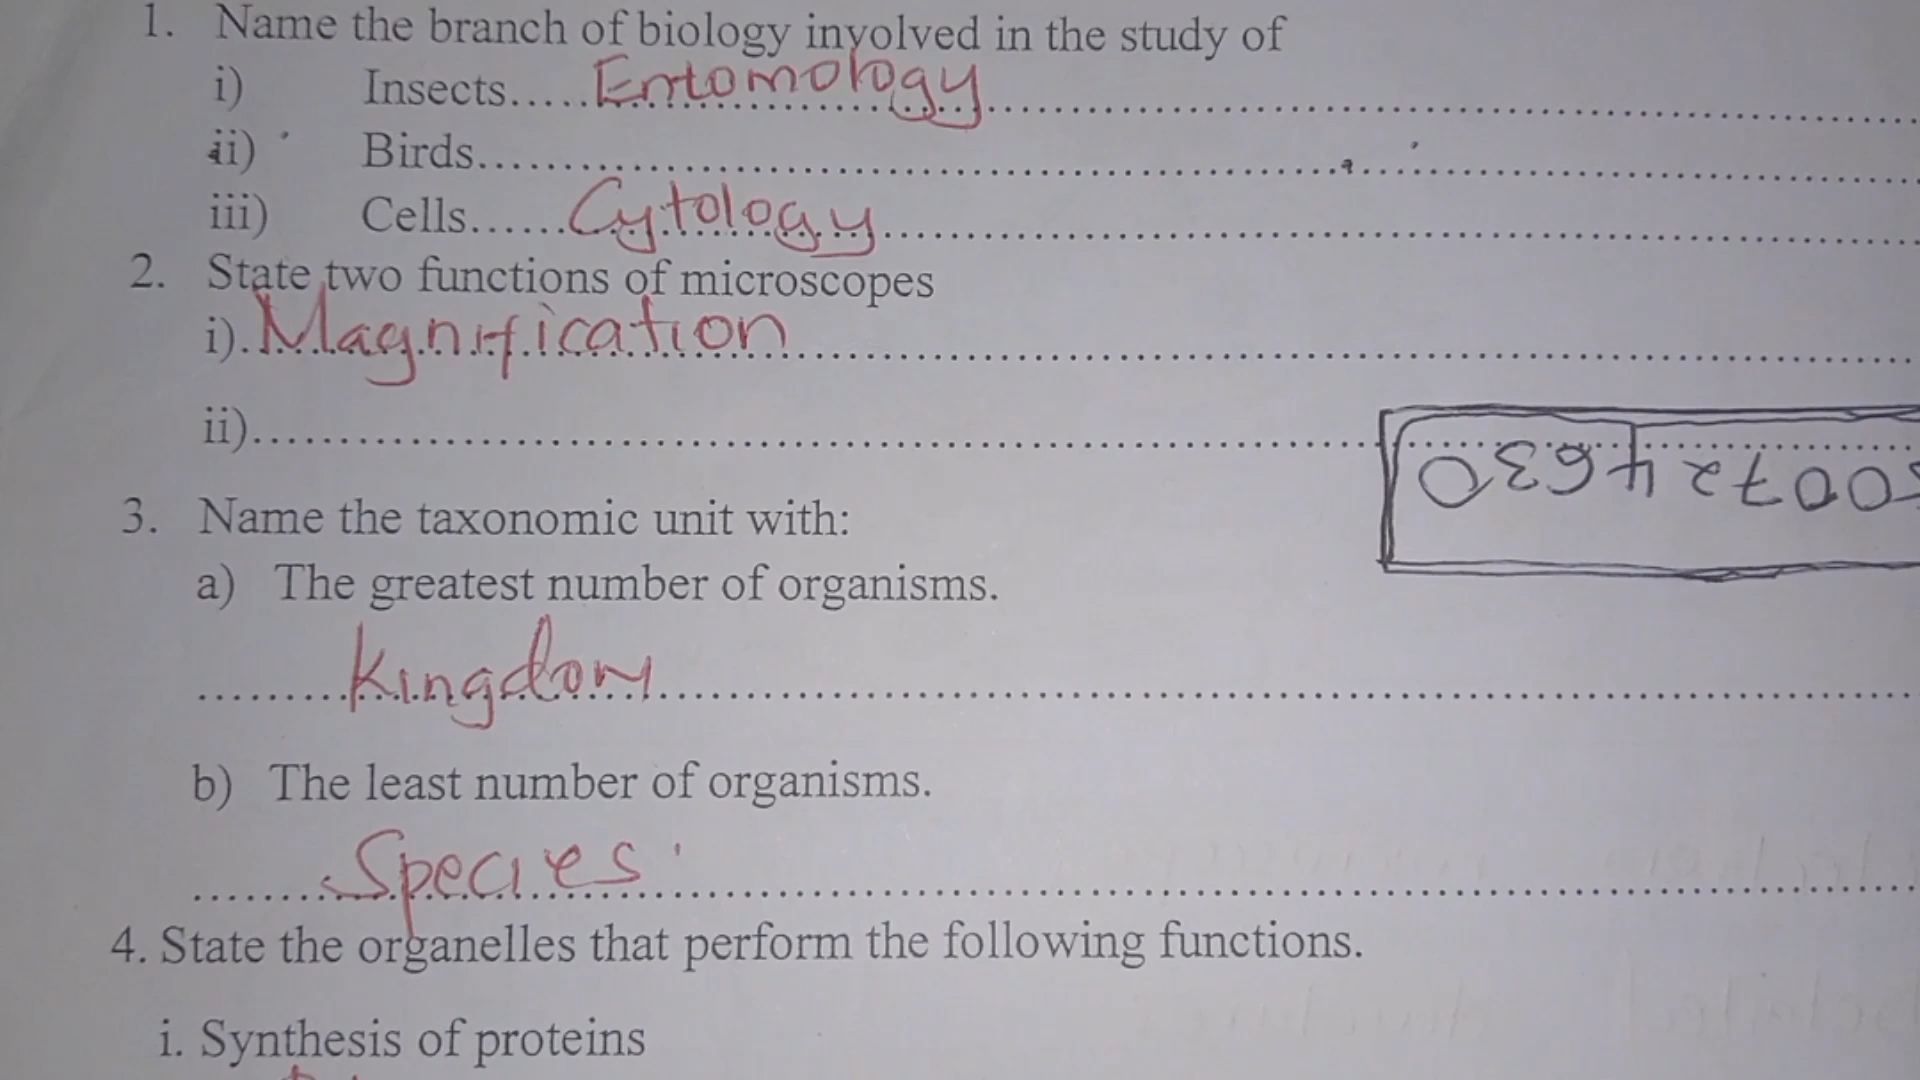 1. Name the branch of biology involved in the study of
i) Insects.....Entomology..............................
ii) Birds..............................
iii) Cells......Cytology..............................
2. State two functions of microscopes
i). Magnification..............................
ii)..............................
3. Name the taxonomic unit with:
a) The greatest number of organisms.
.........Kingdom..............................
b) The least number of organisms.
........Species..............................
4. State the organelles that perform the following functions.
i. Synthesis of proteins